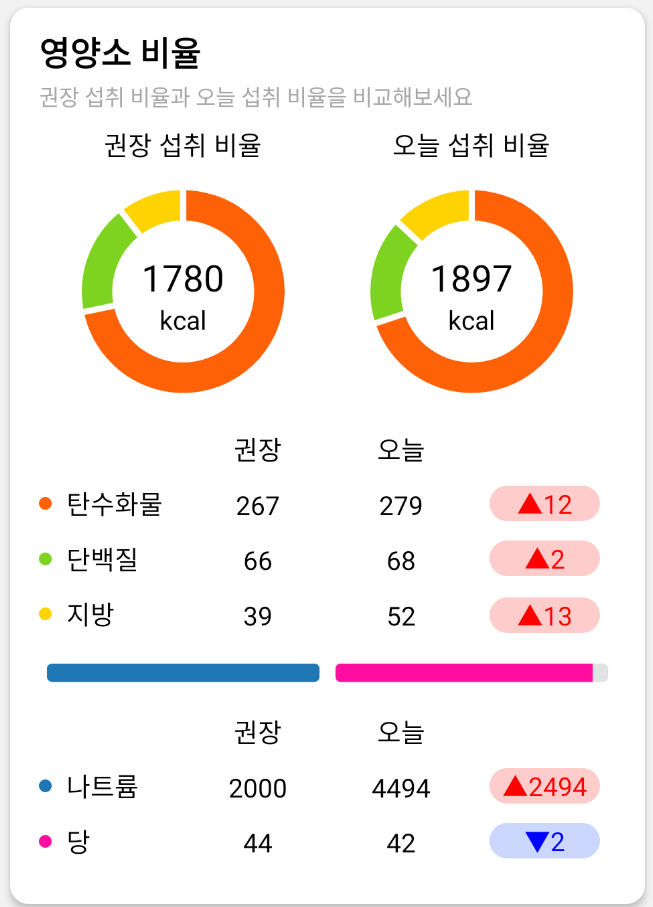 영양소 비율
권장 섭취 비율과 오늘 섭취 비율을 비교해보세요
권장 섭취 비율 오늘 섭취 비율
1780 1897
kcal kcal
권장 오늘
탄수화물 267 279 ▲12
단백질 66 68 ▲2
지방 39 52 ▲13
권장 오늘
나트륨 2000 4494 ▲2494
당 44 42 ▼2